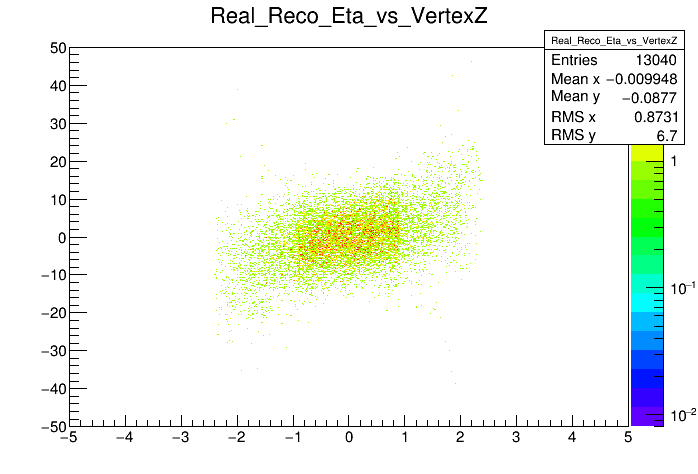 Real_Reco_Eta_vs_VertexZ
Real_Reco_Eta_vs_VertexZ
Entries 13040
Mean x −0.009948
Mean y −0.0877
RMS x 0.8731
RMS y 6.7
50
40
30
20
10
0
−10
−20
−30
−40
−50
−5 −4 −3 −2 −1 0 1 2 3 4 5
1
10−1
10−2